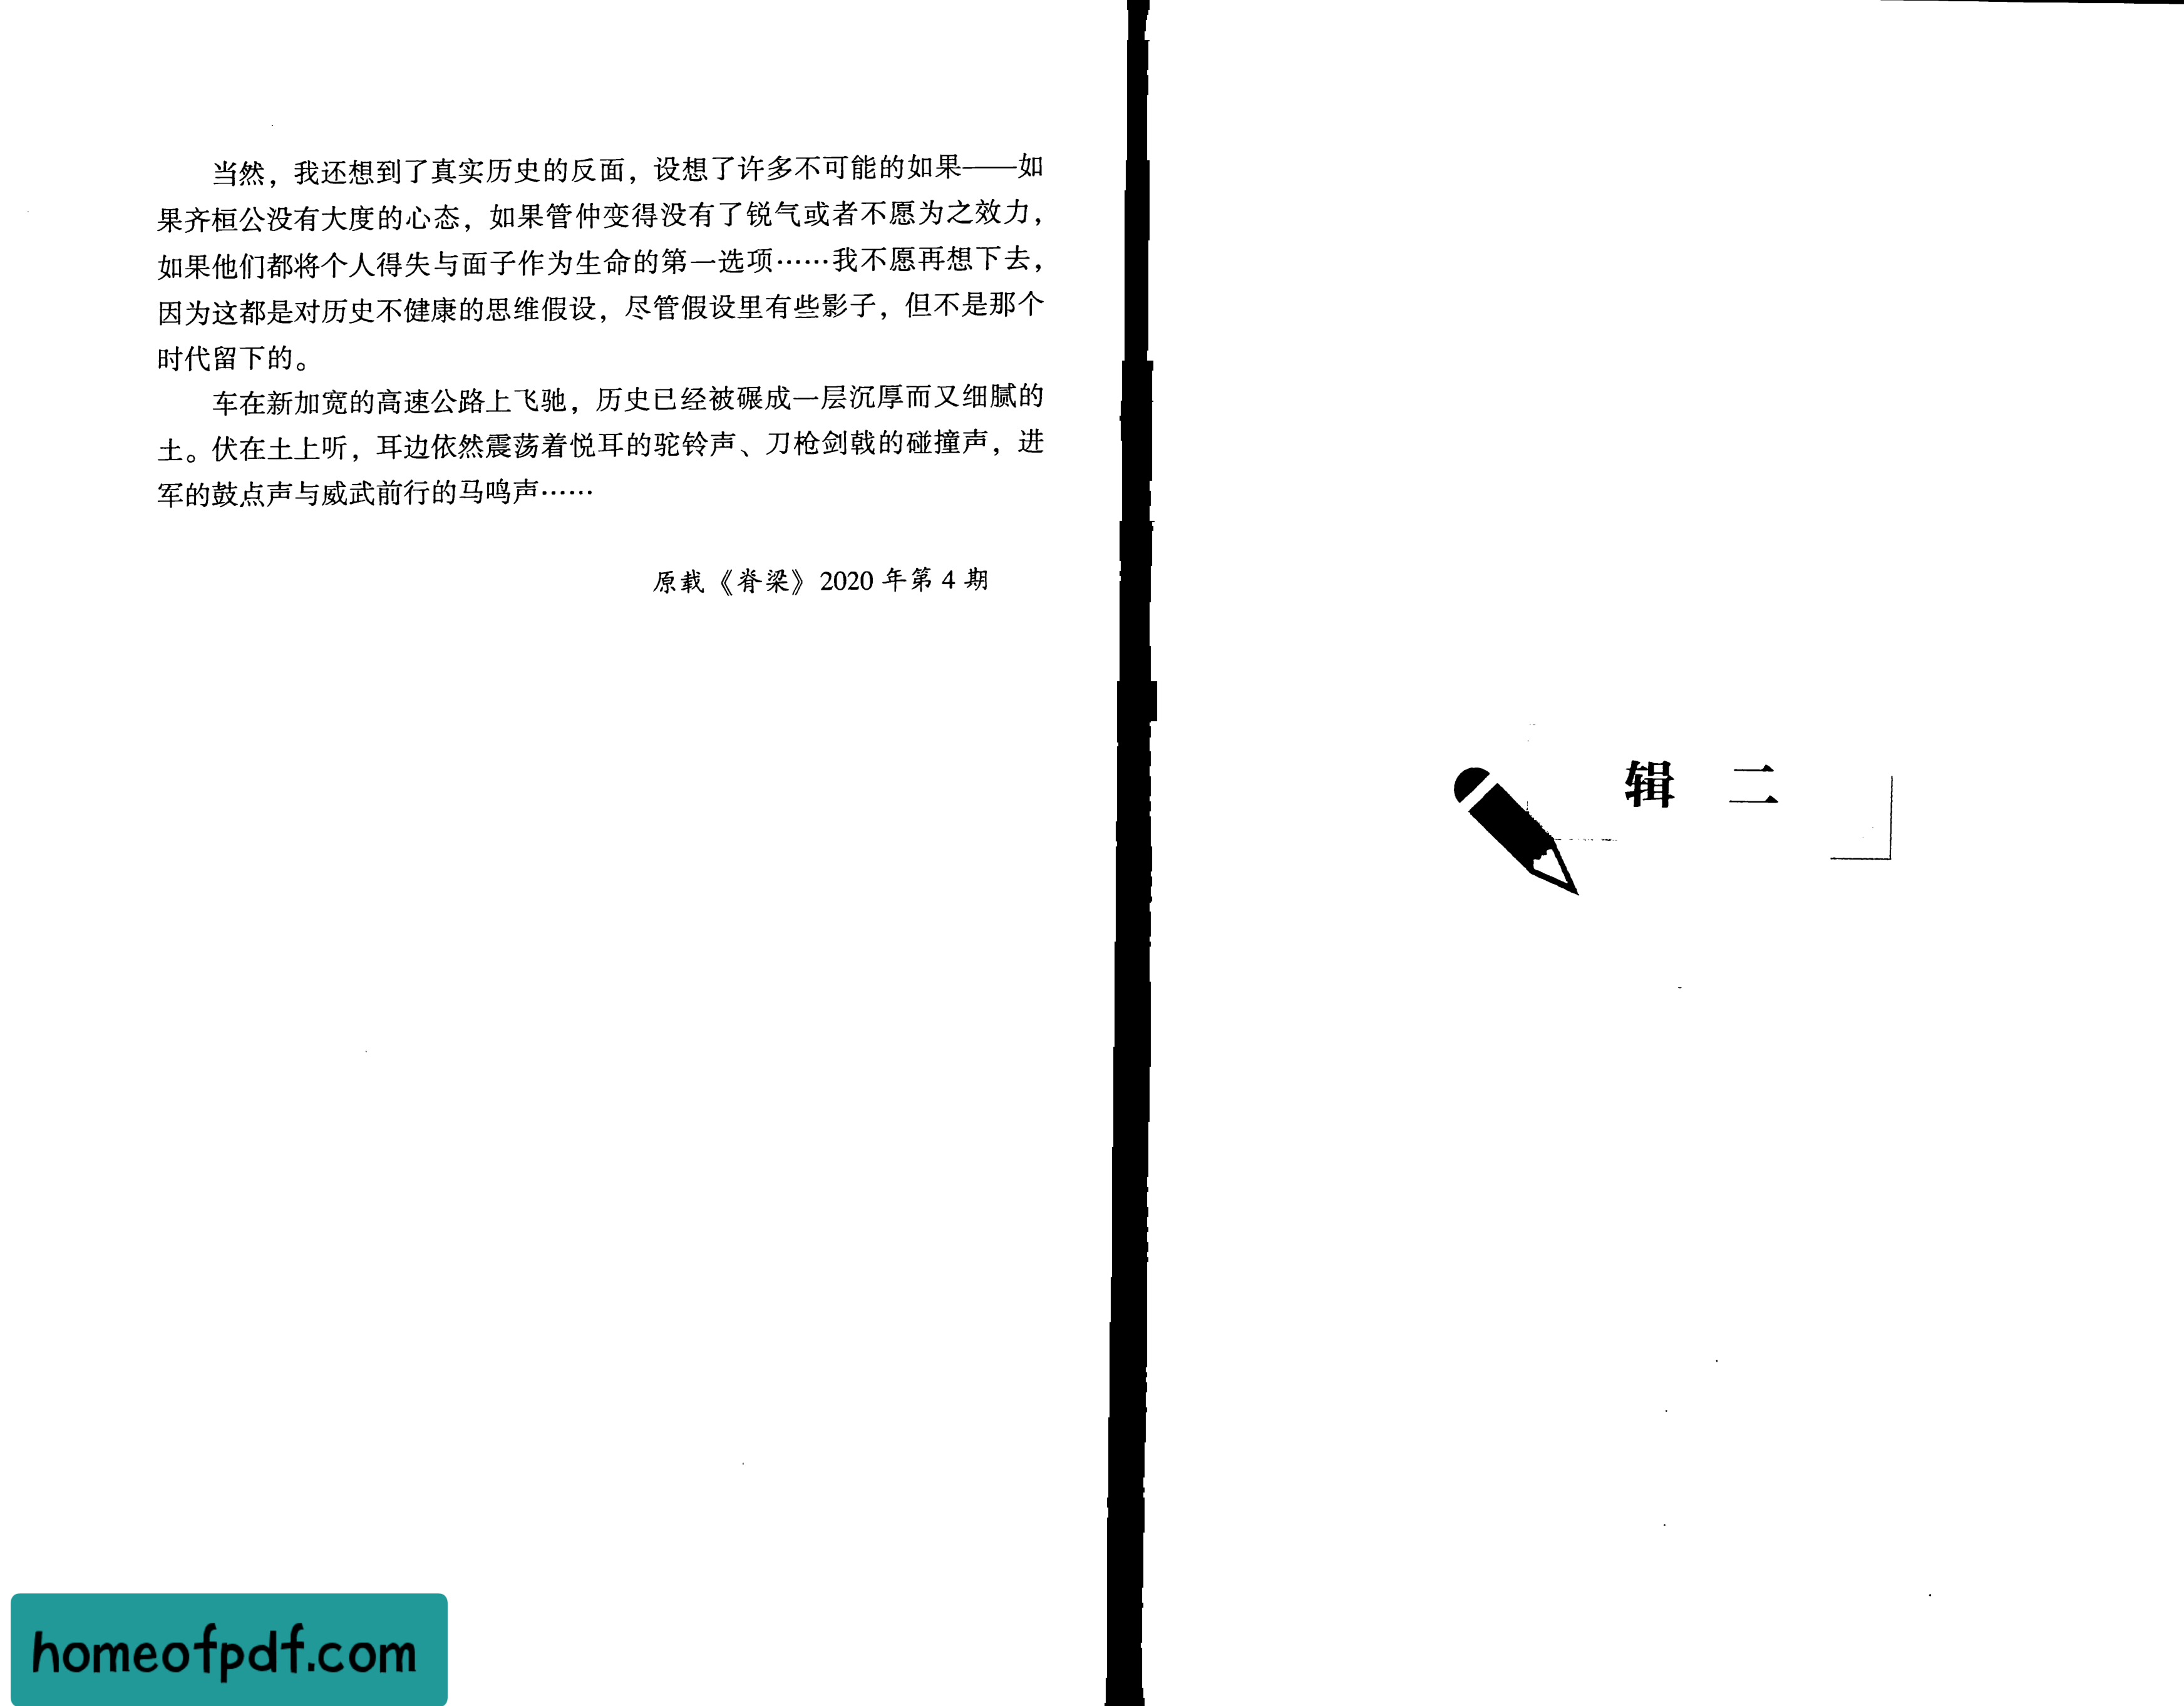 当然，我还想到了真实历史的反面，设想了许多不可能的如果——如
果齐桓公没有大度的心态，如果管仲变得没有了锐气或者不愿为之效力，
如果他们都将个人得失与面子作为生命的第一选项……我不愿再想下去，
因为这都是对历史不健康的思维假设，尽管假设里有些影子，但不是那个
时代留下的。
车在新加宽的高速公路上飞驰，历史已经被碾成一层沉厚而又细腻的
土。伏在土上听，耳边依然震荡着悦耳的驼铃声、刀枪剑戟的碰撞声，进
军的鼓点声与威武前行的马鸣声……
原载《脊梁》2020 年第 4 期
辑 二
homeofpdf.com